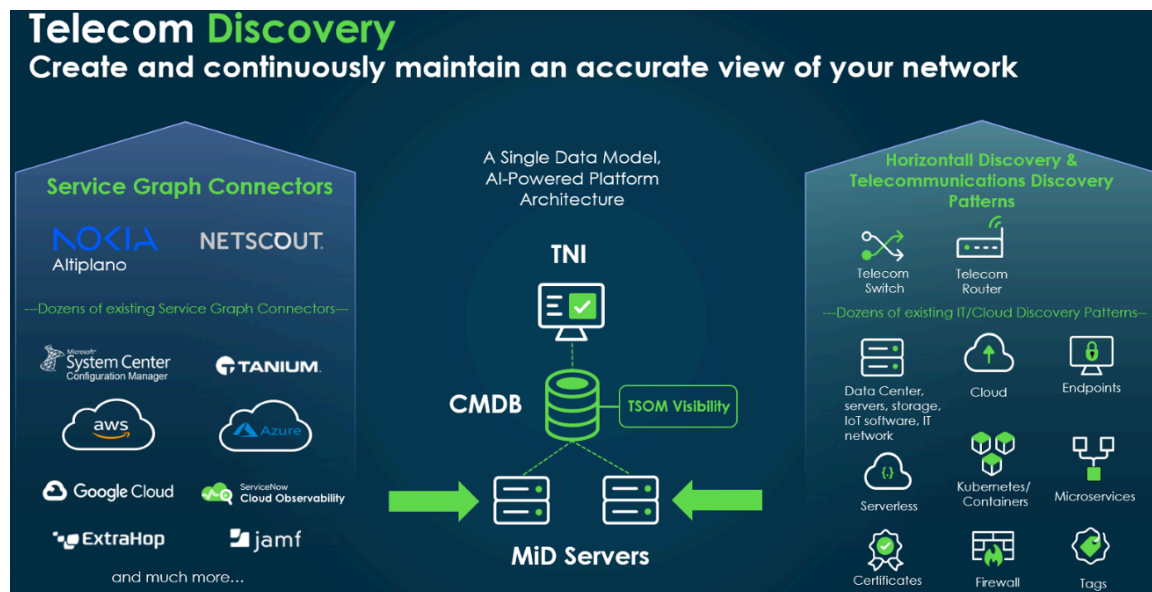 Telecom Discovery
Create and continuously maintain an accurate view of your network
Service Graph Connectors
NOKIA
Altiplano
NETSCOUT.
---Dozens of existing Service Graph Connectors---
Microsoft®
System Center
Configuration Manager
TANIUM.
aws
Azure
Google Cloud
ServiceNow
Cloud Observability
ExtraHop
jamf
and much more...
A Single Data Model,
AI-Powered Platform
Architecture
TNI
CMDB
TSOM Visibility
MiD Servers
Horizontall Discovery &
Telecommunications Discovery
Patterns
Telecom
Switch
Telecom
Router
---Dozens of existing IT/Cloud Discovery Patterns--
Data Center,
servers, storage,
IoT software, IT
network
Cloud
Endpoints
{.}
Serverless
Kubernetes/
Containers
Microservices
Certificates
Firewall
Tags